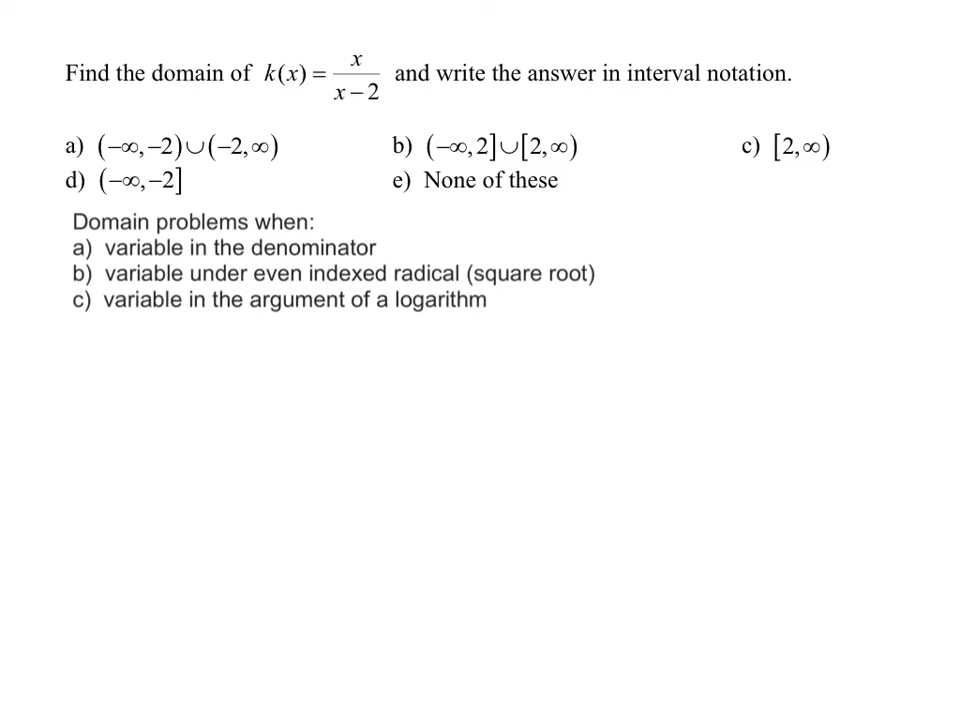 Find the domain of k(x) = x/(x − 2) and write the answer in interval notation.
a) (−∞, −2)∪(−2, ∞) b) (−∞, 2]∪[2, ∞) c) [2, ∞)
d) (−∞, −2] e) None of these
Domain problems when:
a) variable in the denominator
b) variable under even indexed radical (square root)
c) variable in the argument of a logarithm